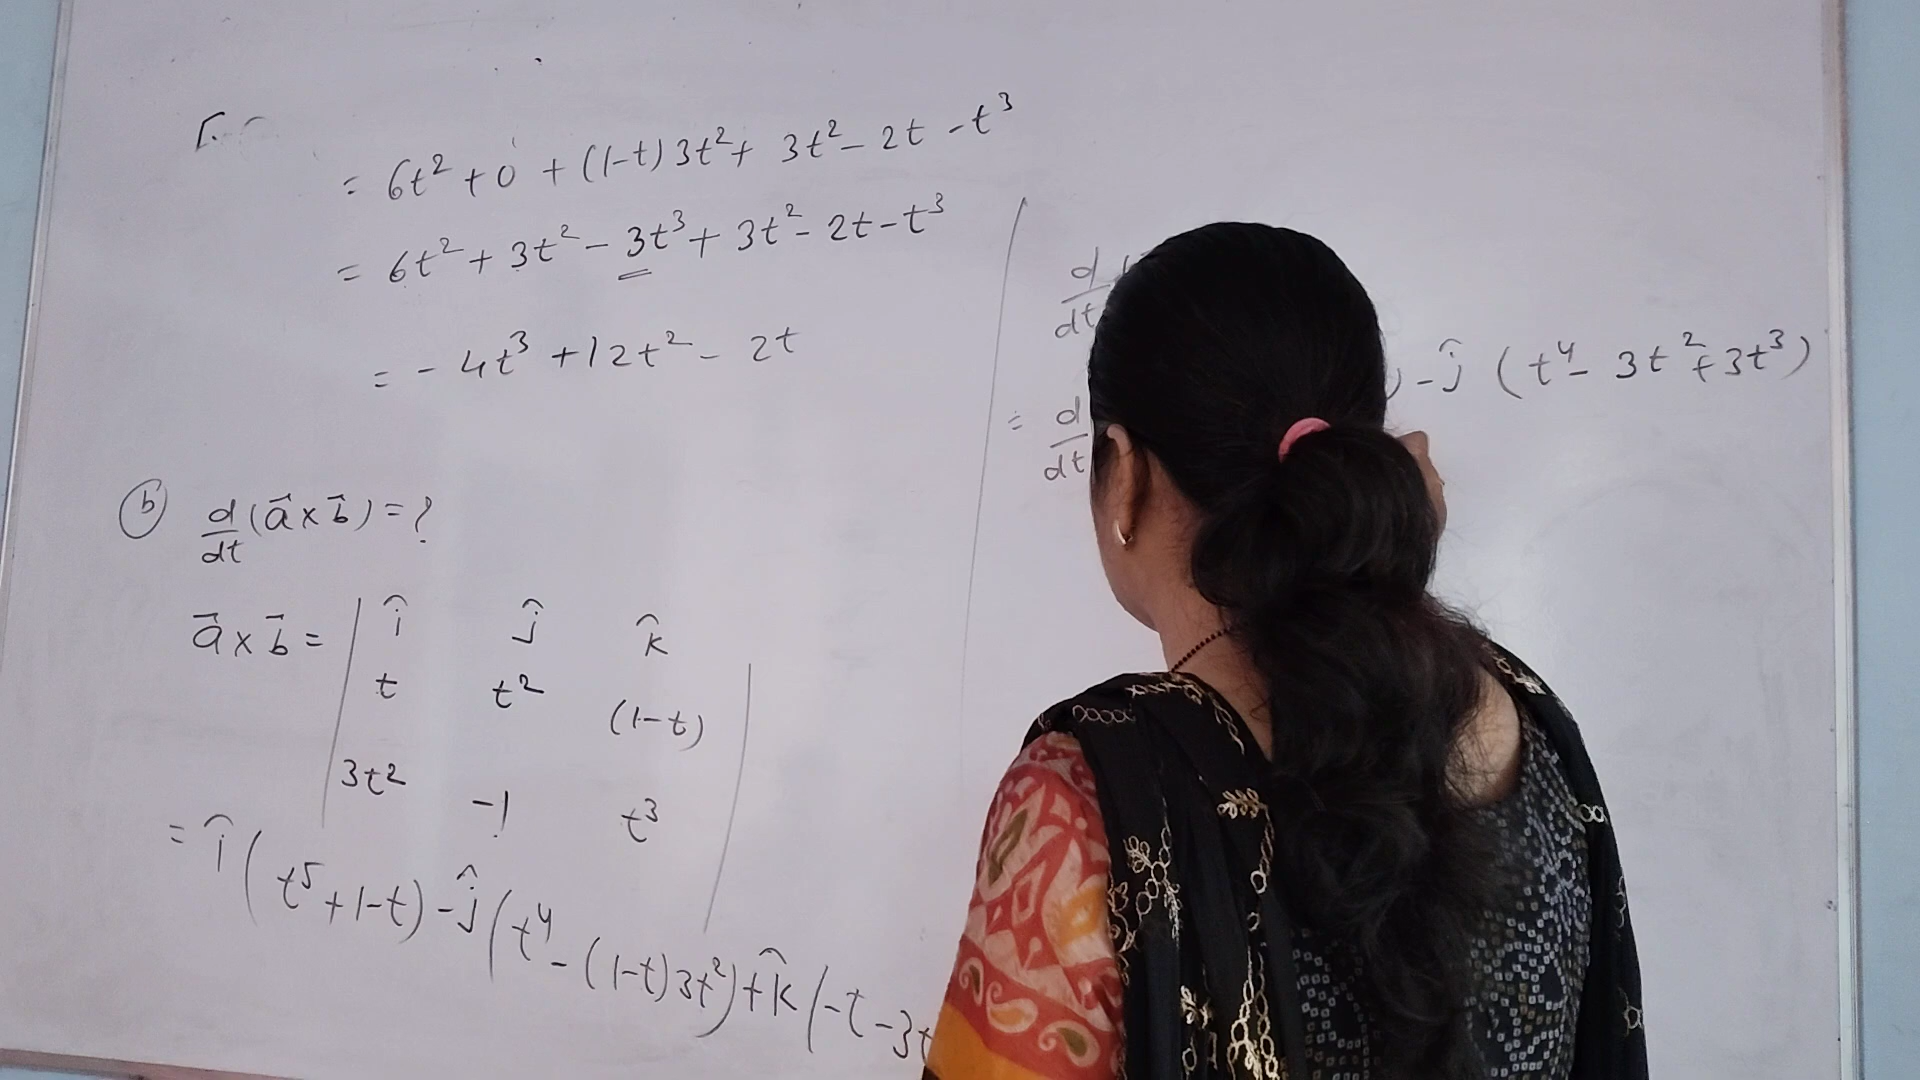 = 6t² + 0 + (1-t) 3t² + 3t² - 2t - t³
= 6t² + 3t² - 3t³ + 3t² - 2t - t³
= - 4t³ + 12t² - 2t
(b) d/dt (a⃗ × b⃗) = ?
a⃗ × b⃗ = | î ĵ k̂
t t² (1-t)
3t² -1 t³ |
= î (t⁵ + 1-t) - ĵ (t⁴ - (1-t) 3t²) + k̂ (-t - 3t
d/dt
= d/dt ) - ĵ (t⁴ - 3t² + 3t³)